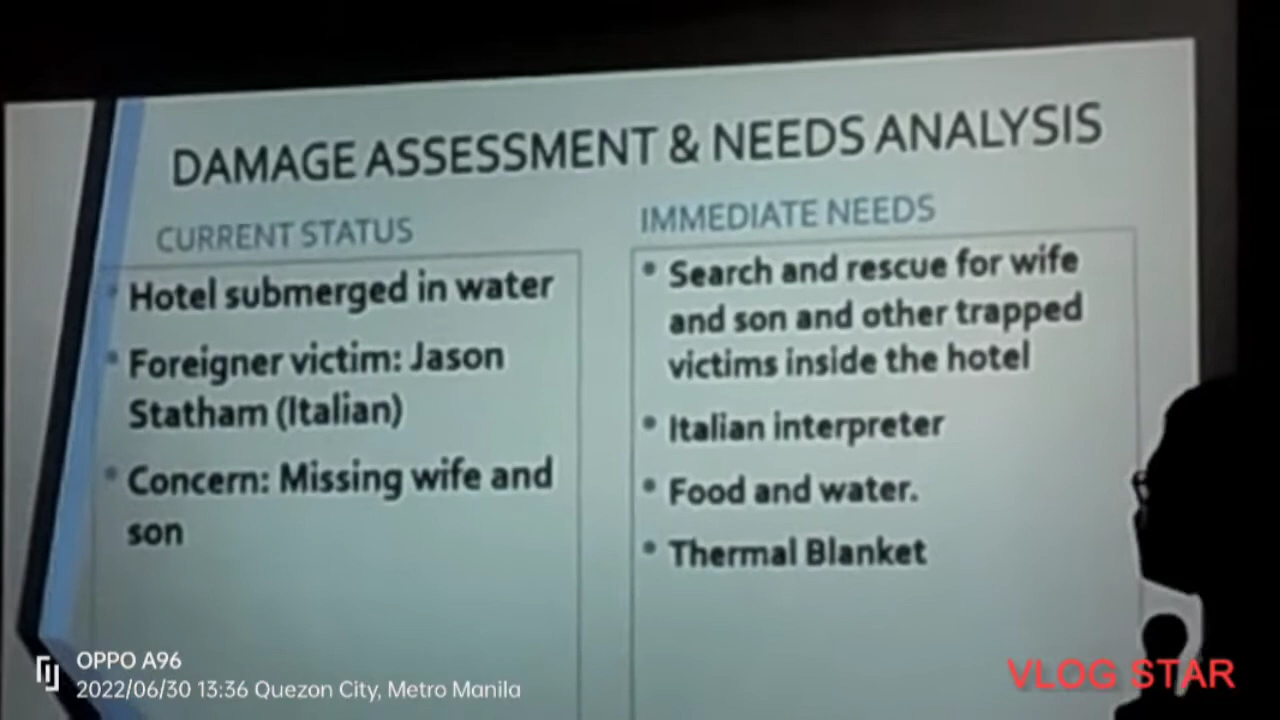 DAMAGE ASSESSMENT & NEEDS ANALYSIS
CURRENT STATUS
Hotel submerged in water
Foreigner victim: Jason
Statham (Italian)
Concern: Missing wife and
son
IMMEDIATE NEEDS
Search and rescue for wife
and son and other trapped
victims inside the hotel
Italian interpreter
Food and water.
Thermal Blanket
OPPO A96
2022/06/30 13:36 Quezon City, Metro Manila
VLOG STAR